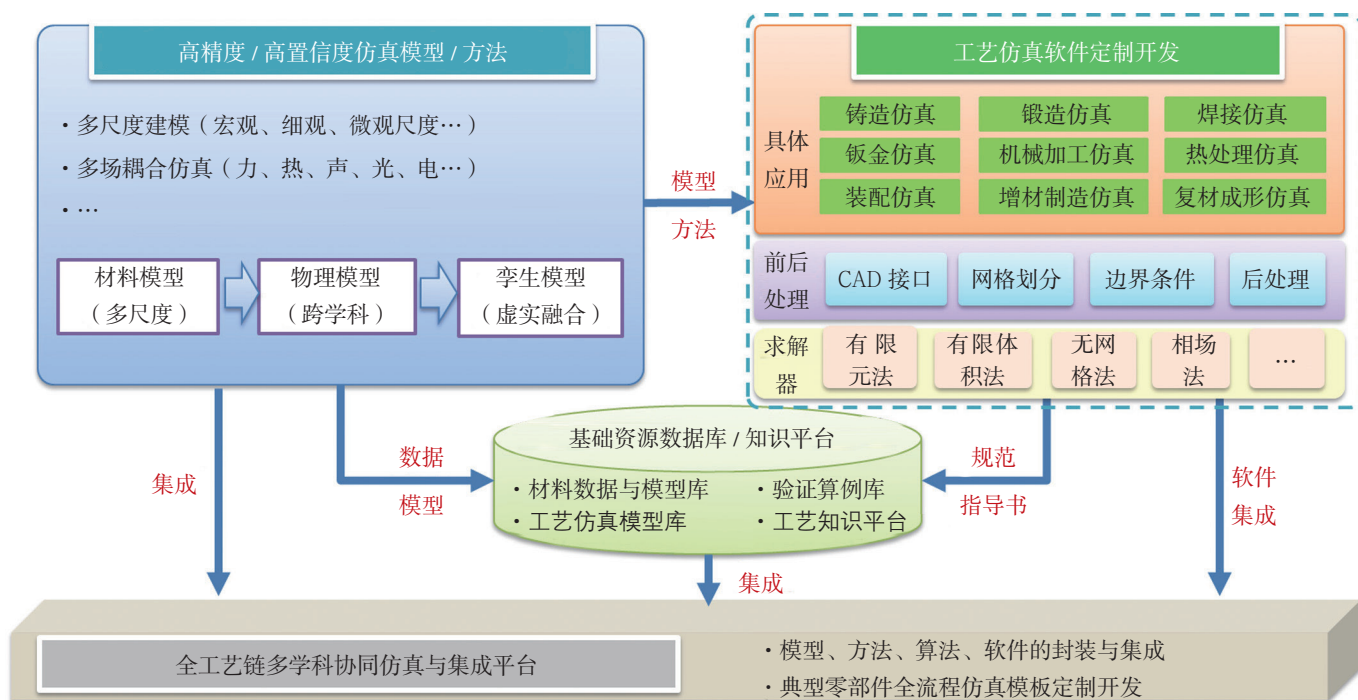 高精度 / 高置信度仿真模型 / 方法
· 多尺度建模（宏观、细观、微观尺度…）
· 多场耦合仿真（力、热、声、光、电…）
· …
材料模型
（多尺度）
物理模型
（跨学科）
孪生模型
（虚实融合）
模型
方法
工艺仿真软件定制开发
具体
应用
铸造仿真
锻造仿真
焊接仿真
钣金仿真
机械加工仿真
热处理仿真
装配仿真
增材制造仿真
复材成形仿真
前后
处理
CAD 接口
网格划分
边界条件
后处理
求解
器
有 限
元法
有限体
积法
无网
格法
相场
法
…
集成
数据
模型
基础资源数据库 / 知识平台
· 材料数据与模型库
· 验证算例库
· 工艺仿真模型库
· 工艺知识平台
规范
指导书
软件
集成
集成
全工艺链多学科协同仿真与集成平台
· 模型、方法、算法、软件的封装与集成
· 典型零部件全流程仿真模板定制开发